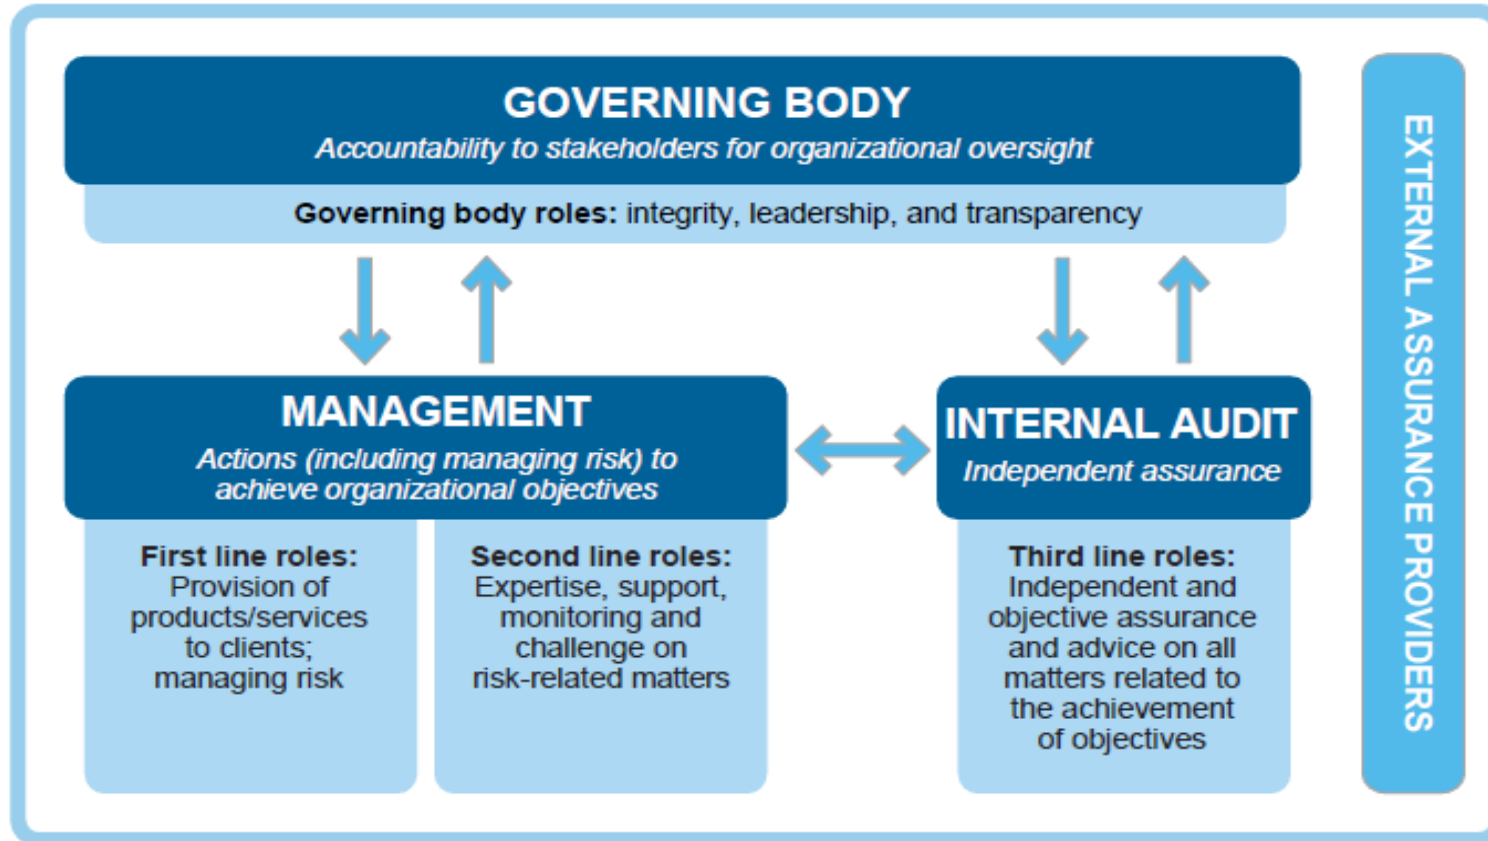 GOVERNING BODY
Accountability to stakeholders for organizational oversight
Governing body roles: integrity, leadership, and transparency
MANAGEMENT
Actions (including managing risk) to
achieve organizational objectives
First line roles:
Provision of
products/services
to clients;
managing risk
Second line roles:
Expertise, support,
monitoring and
challenge on
risk-related matters
INTERNAL AUDIT
Independent assurance
Third line roles:
Independent and
objective assurance
and advice on all
matters related to
the achievement
of objectives
EXTERNAL ASSURANCE PROVIDERS